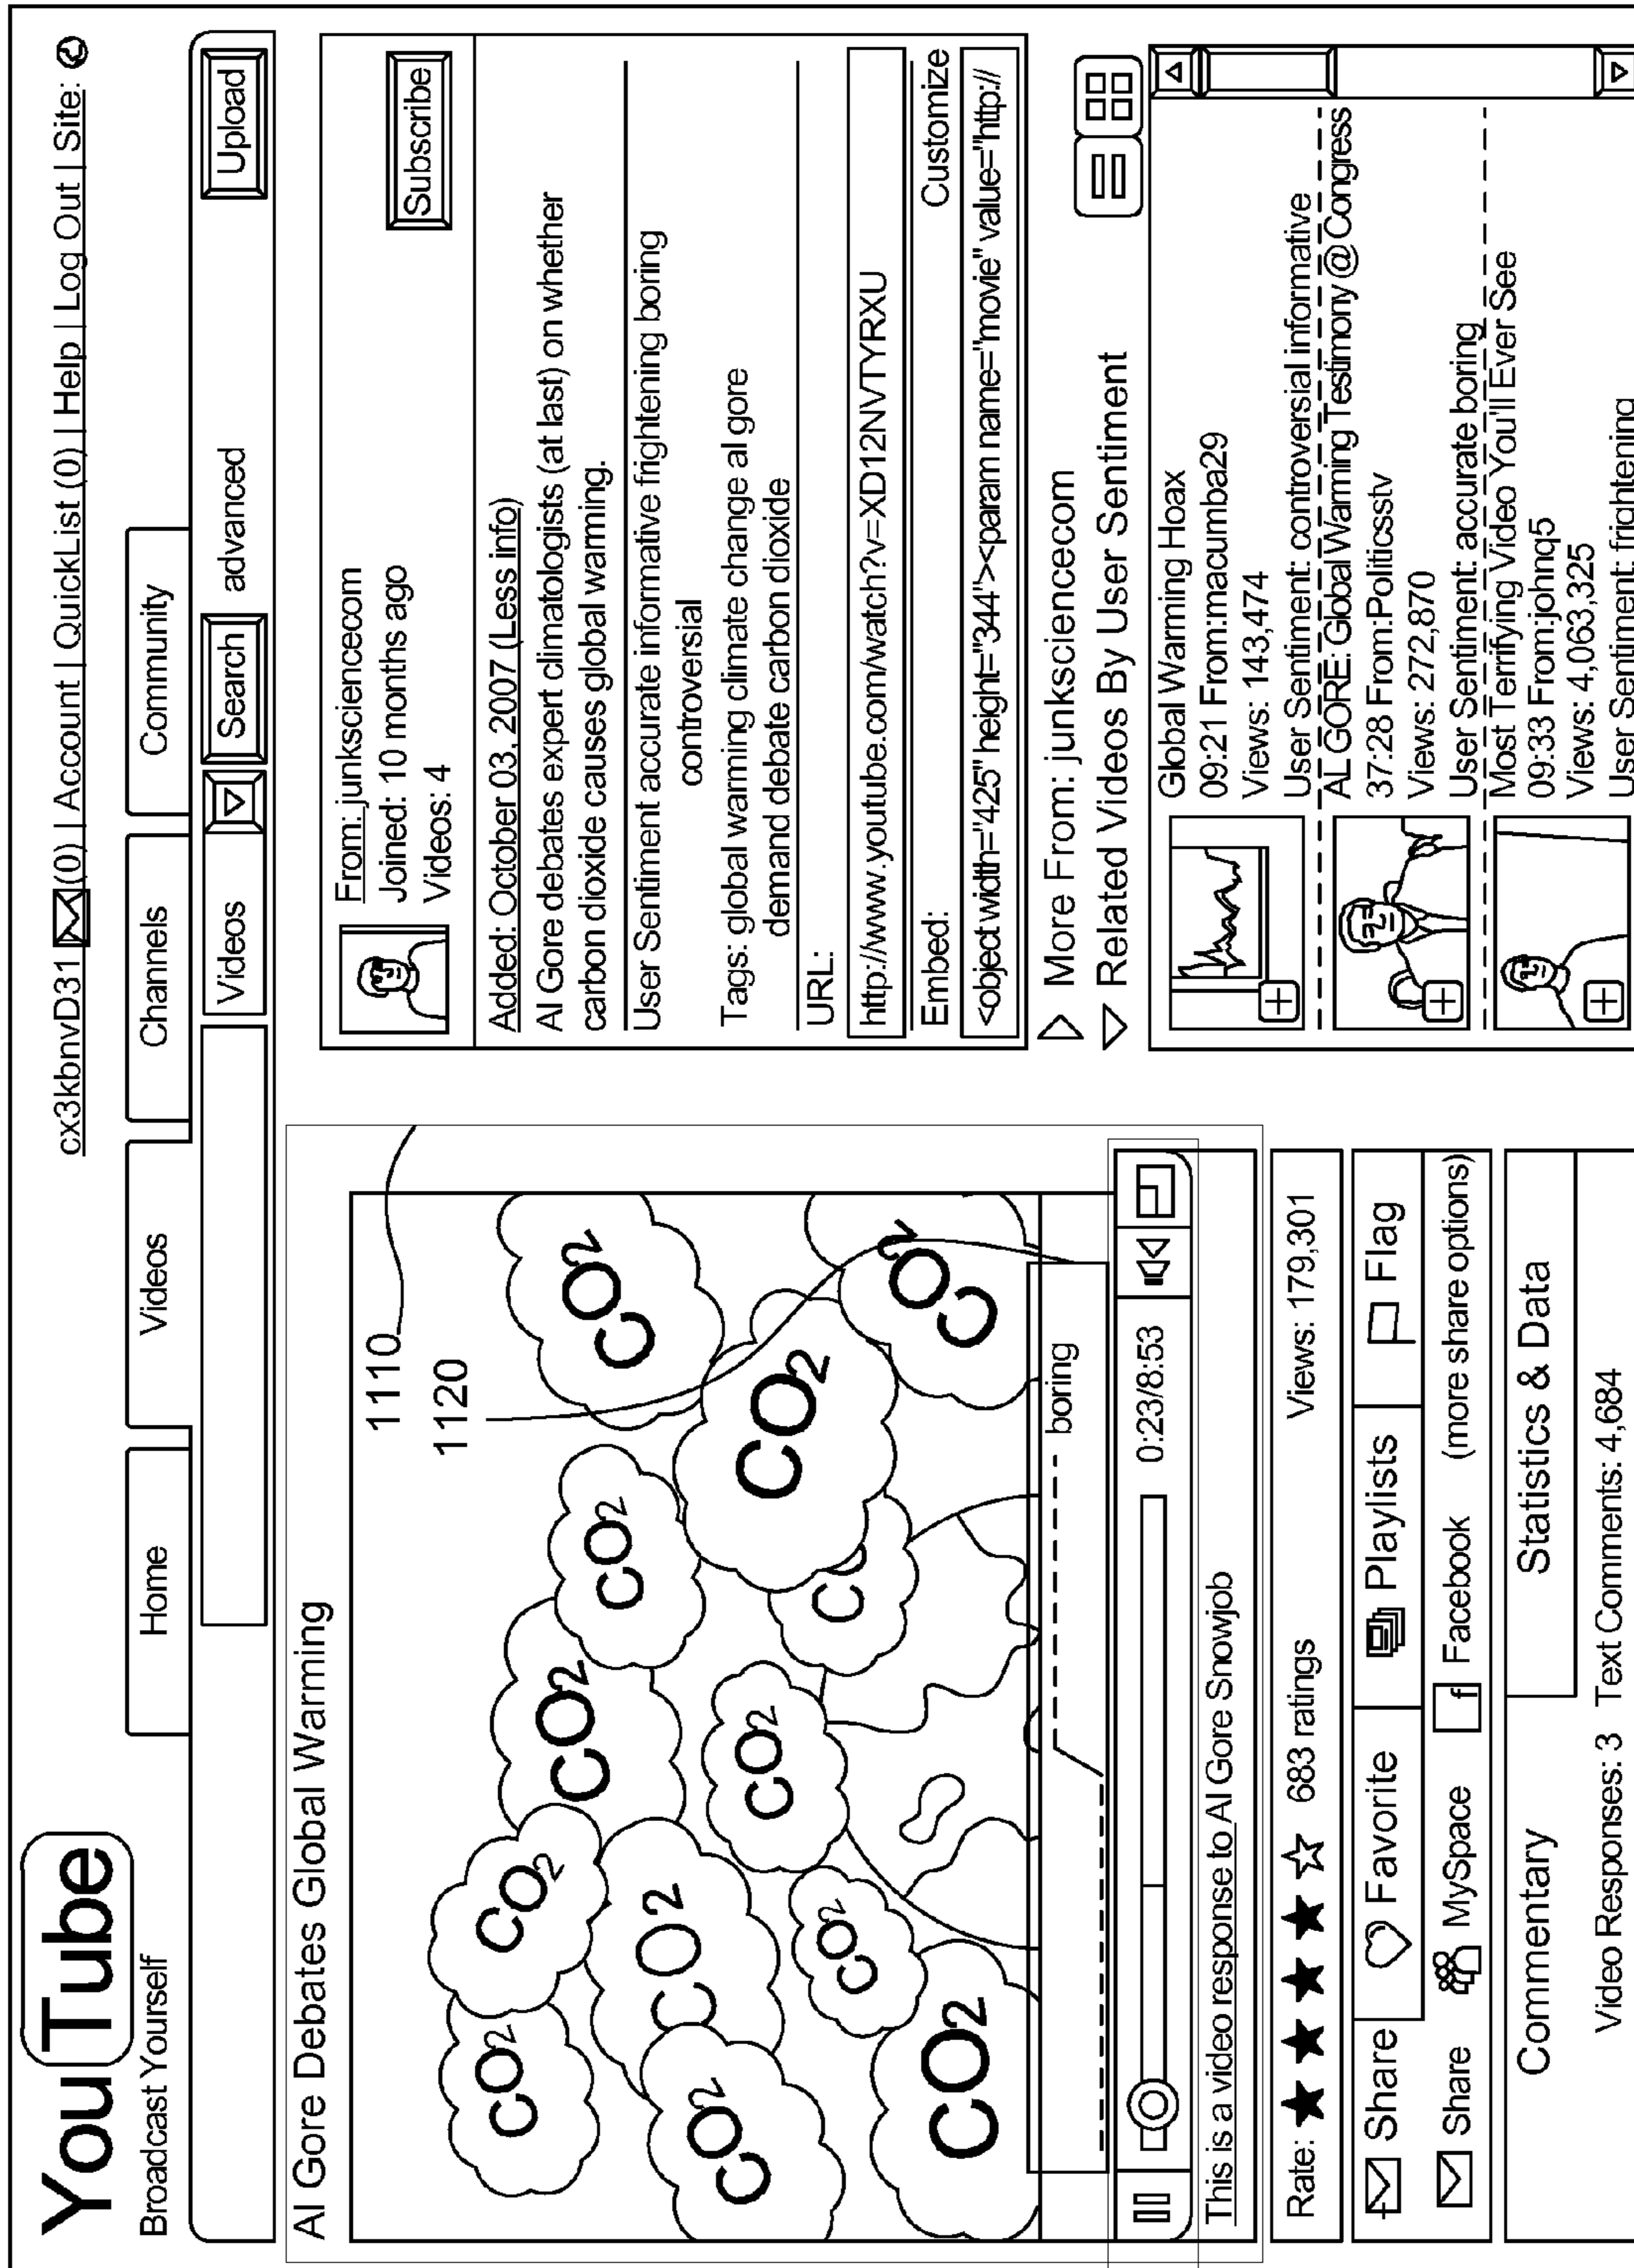 YouTube
Broadcast Yourself
cx3kbnvD31 (0) | Account | QuickList (0) | Help | Log Out | Site:
Home
Videos
Channels
Community
Videos
Search
advanced
Upload
Al Gore Debates Global Warming
1110
1120
CO2
CO2
CO2
CO2
CO2
CO2
CO2
CO2
CO2
CO2
CO2
CO2
C
boring
0:23/8:53
This is a video response to Al Gore Snowjob
Rate:
683 ratings
Views: 179,301
Share
Favorite
Playlists
Flag
Share
MySpace
f
Facebook
(more share options)
Commentary
Statistics & Data
Video Responses: 3 Text Comments: 4,684
From: junksciencecom
Joined: 10 months ago
Videos: 4
Subscribe
Added: October 03, 2007 (Less info)
Al Gore debates expert climatologists (at last) on whether
carbon dioxide causes global warming.
User Sentiment accurate informative frightening boring
controversial
Tags: global warming climate change al gore
demand debate carbon dioxide
URL:
http://www.youtube.com/watch?v=XD12NVTYRXU
Embed:
Customize
<object width="425" height="344"><param name="movie" value="http://
More From: junksciencecom
Related Videos By User Sentiment
Global Warming Hoax
09:21 From:macumba29
Views: 143,474
User Sentiment: controversial informative
AL GORE: Global Warming Testimony @ Congress
37:28 From:Politicsstv
Views: 272,870
User Sentiment: accurate boring
Most Terrifying Video You'll Ever See
09:33 From:johnq5
Views: 4,063,325
User Sentiment: frightening